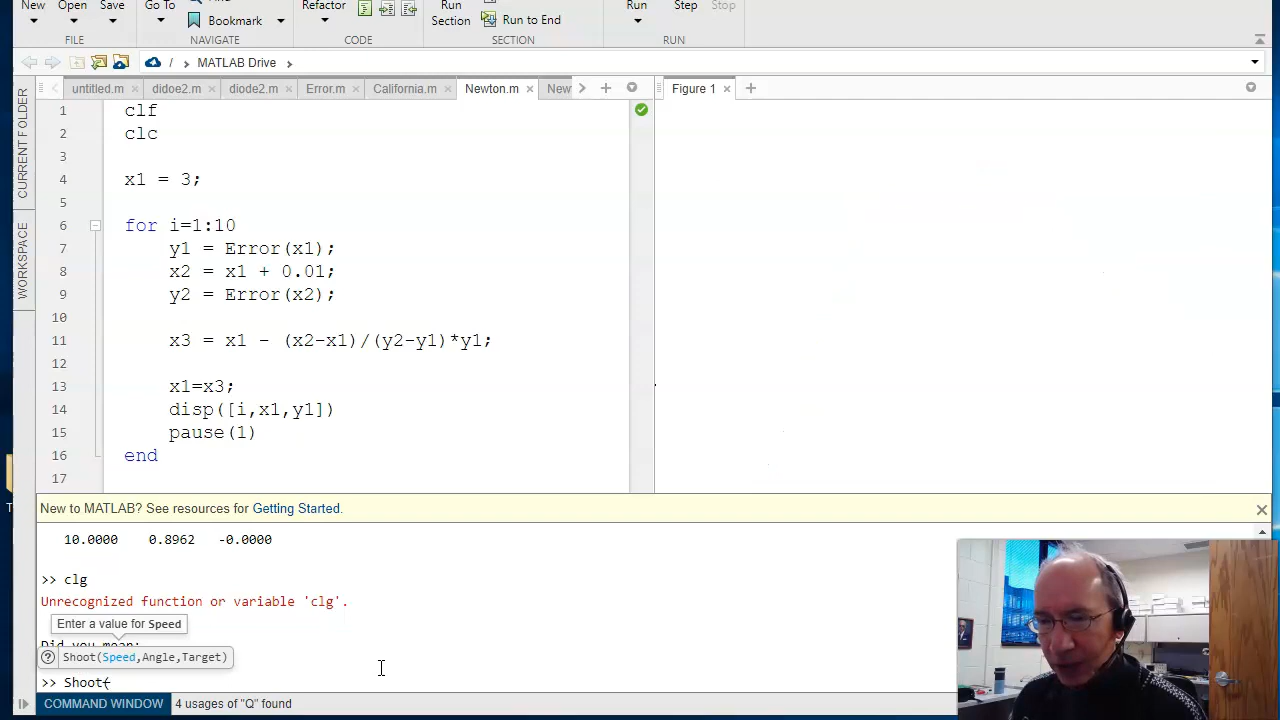 New
Open
Save
Go To
Bookmark
Refactor
Run
Section
Run to End
Run
Step
Stop
FILE
NAVIGATE
CODE
SECTION
RUN
/
MATLAB Drive
untitled.m
didoe2.m
diode2.m
Error.m
California.m
Newton.m
New
Figure 1
CURRENT FOLDER
WORKSPACE
1 clf
2 clc
3
4 x1 = 3;
5
6 for i=1:10
7 y1 = Error(x1);
8 x2 = x1 + 0.01;
9 y2 = Error(x2);
10
11 x3 = x1 - (x2-x1)/(y2-y1)*y1;
12
13 x1=x3;
14 disp([i,x1,y1])
15 pause(1)
16 end
17
New to MATLAB? See resources for Getting Started.
10.0000 0.8962 -0.0000
>> clg
Unrecognized function or variable 'clg'.
Enter a value for Speed
Did you mean:
Shoot(Speed,Angle,Target)
>> Shoot(
COMMAND WINDOW
4 usages of "Q" found